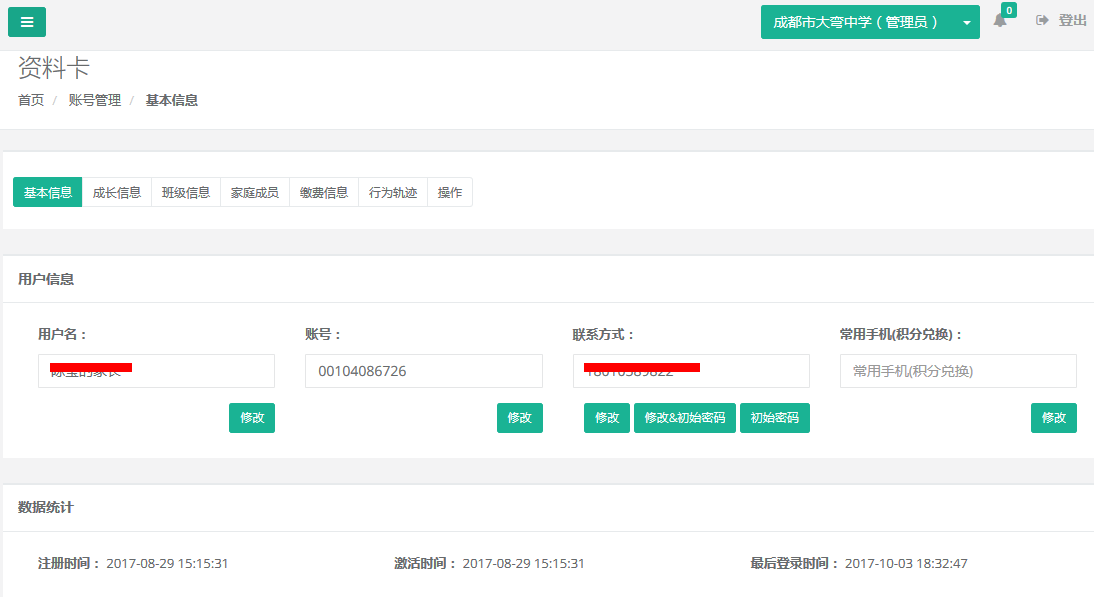 成都市大弯中学（管理员）
0
登出
资料卡
首页 / 账号管理 / 基本信息
基本信息 成长信息 班级信息 家庭成员 缴费信息 行为轨迹 操作
用户信息
用户名： 账号： 联系方式： 常用手机(积分兑换)：
00104086726 常用手机(积分兑换)
修改 修改 修改 修改&初始密码 初始密码 修改
数据统计
注册时间： 2017-08-29 15:15:31 激活时间： 2017-08-29 15:15:31 最后登录时间： 2017-10-03 18:32:47